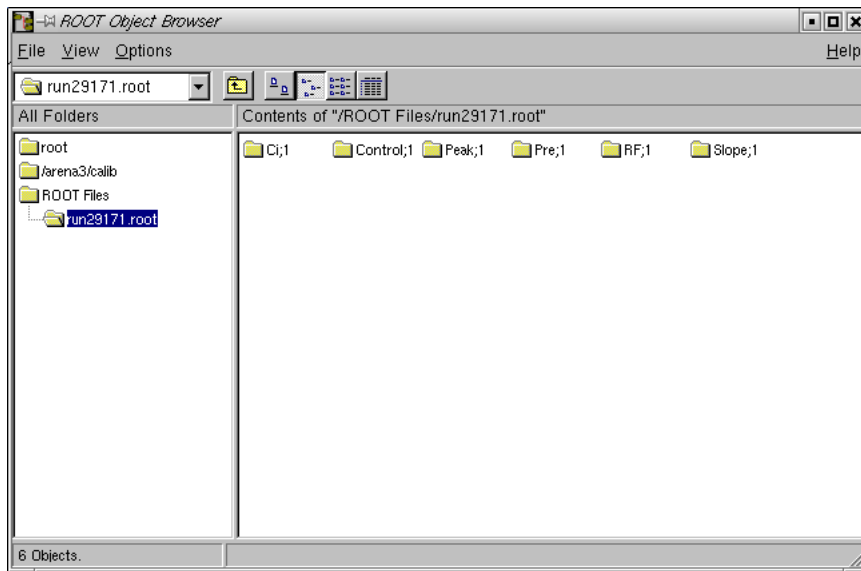 ROOT Object Browser
File View Options Help
run29171.root
All Folders Contents of "/ROOT Files/run29171.root"
root
/arena3/calib
ROOT Files
run29171.root
Ci;1 Control;1 Peak;1 Pre;1 RF;1 Slope;1
6 Objects.